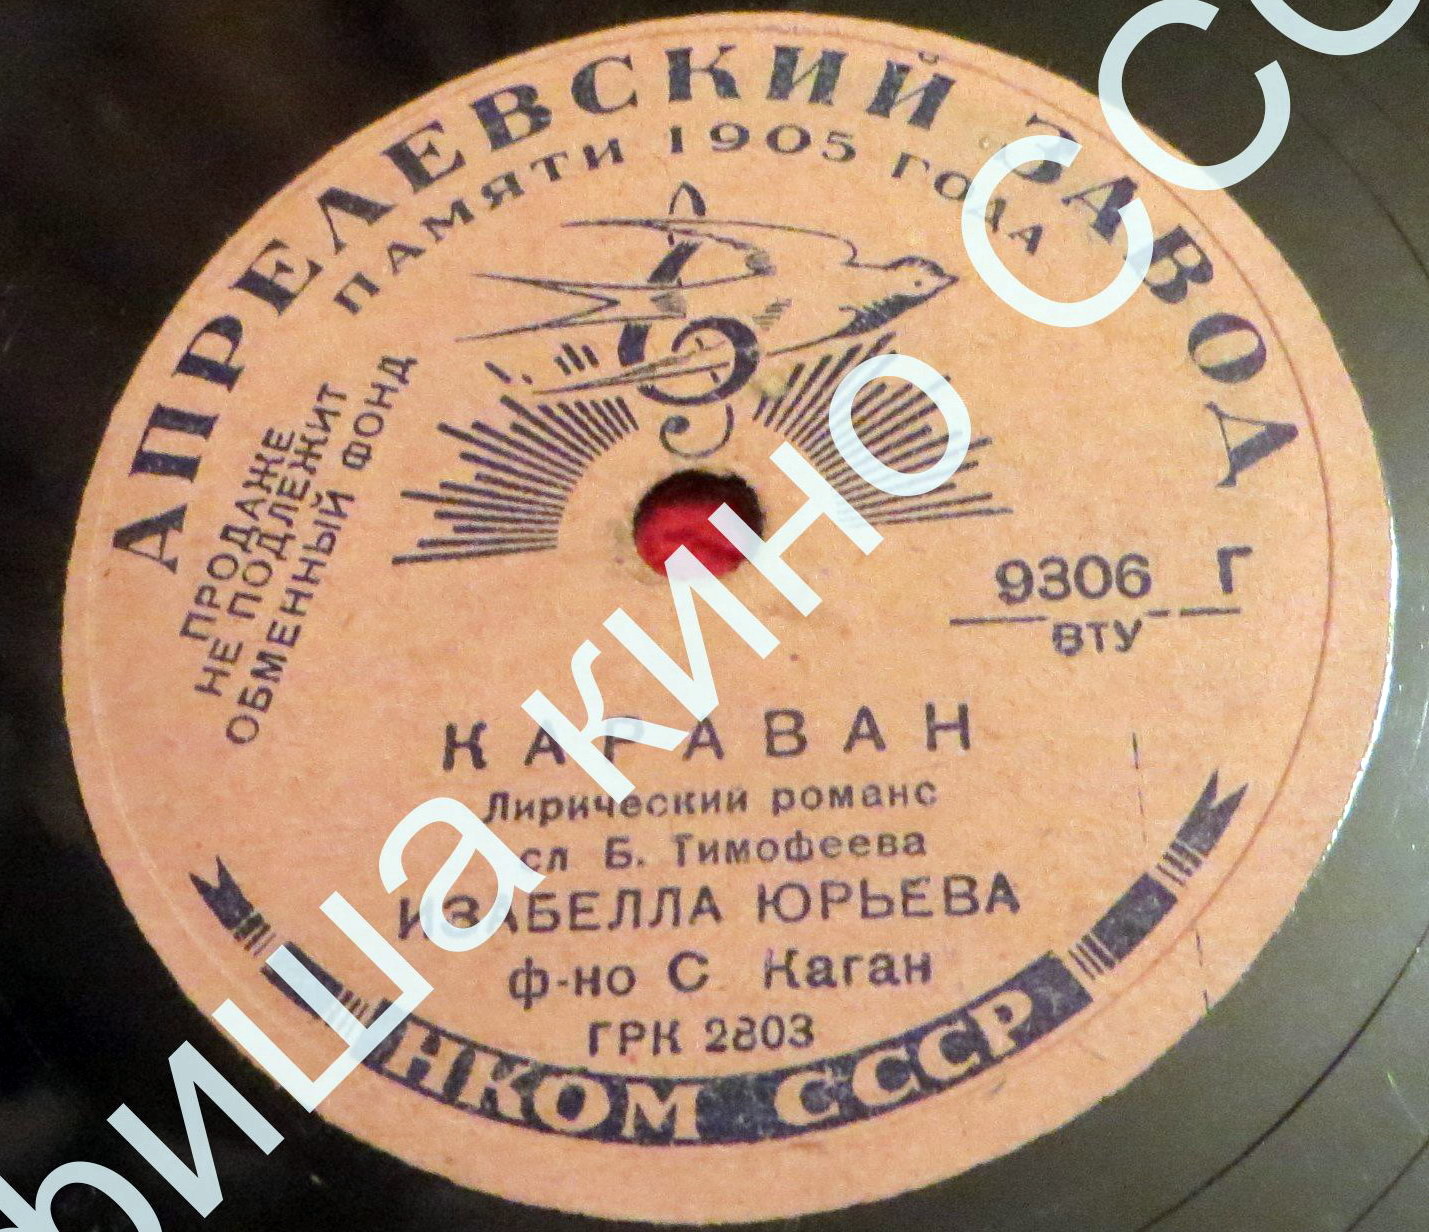 АПРЕЛЕВСКИЙ ЗАВОД
ПАМЯТИ 1905 ГОДА
ПРОДАЖЕ
НЕ ПОДЛЕЖИТ
ОБМЕННЫЙ ФОНД
9306 Г
ВТУ
КАРАВАН
Лирический романс
сл Б. Тимофеева
ИЗАБЕЛЛА ЮРЬЕВА
ф-но С Каган
ГРК 2803
НКОМ СССР
кино